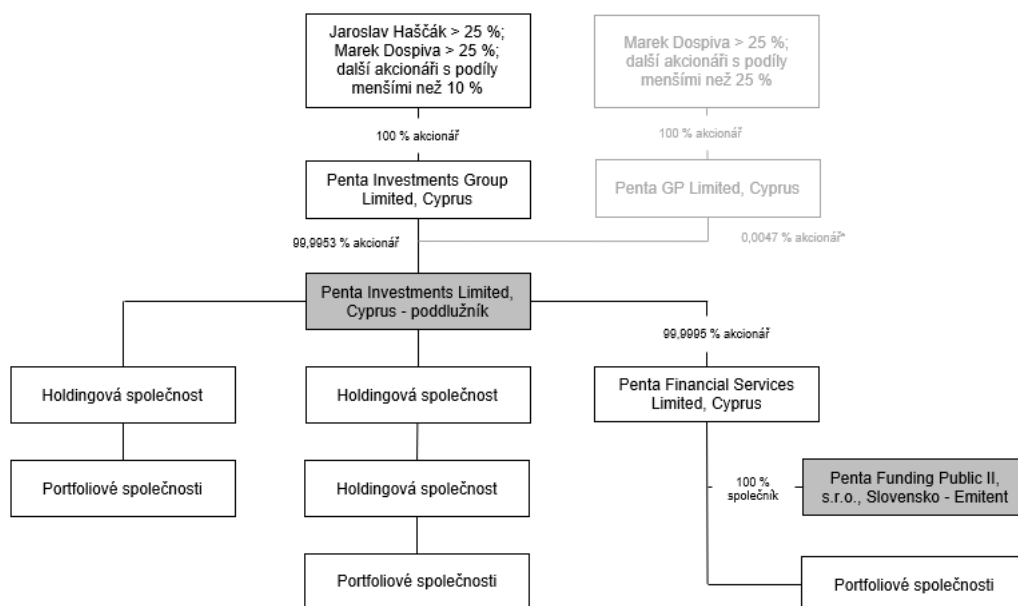 Jaroslav Haščák > 25 %;
Marek Dospiva > 25 %;
další akcionáři s podíly
menšími než 10 %
Marek Dospiva > 25 %;
další akcionáři s podíly
menšími než 25 %
100 % akcionář
100 % akcionář
Penta Investments Group
Limited, Cyprus
Penta GP Limited, Cyprus
99,9953 % akcionář
0,0047 % akcionář*
Penta Investments Limited,
Cyprus - poddlužník
99,9995 % akcionář
Holdingová společnost
Holdingová společnost
Penta Financial Services
Limited, Cyprus
Portfoliové společnosti
Holdingová společnost
100 %
společník
Penta Funding Public II,
s.r.o., Slovensko - Emitent
Portfoliové společnosti
Portfoliové společnosti